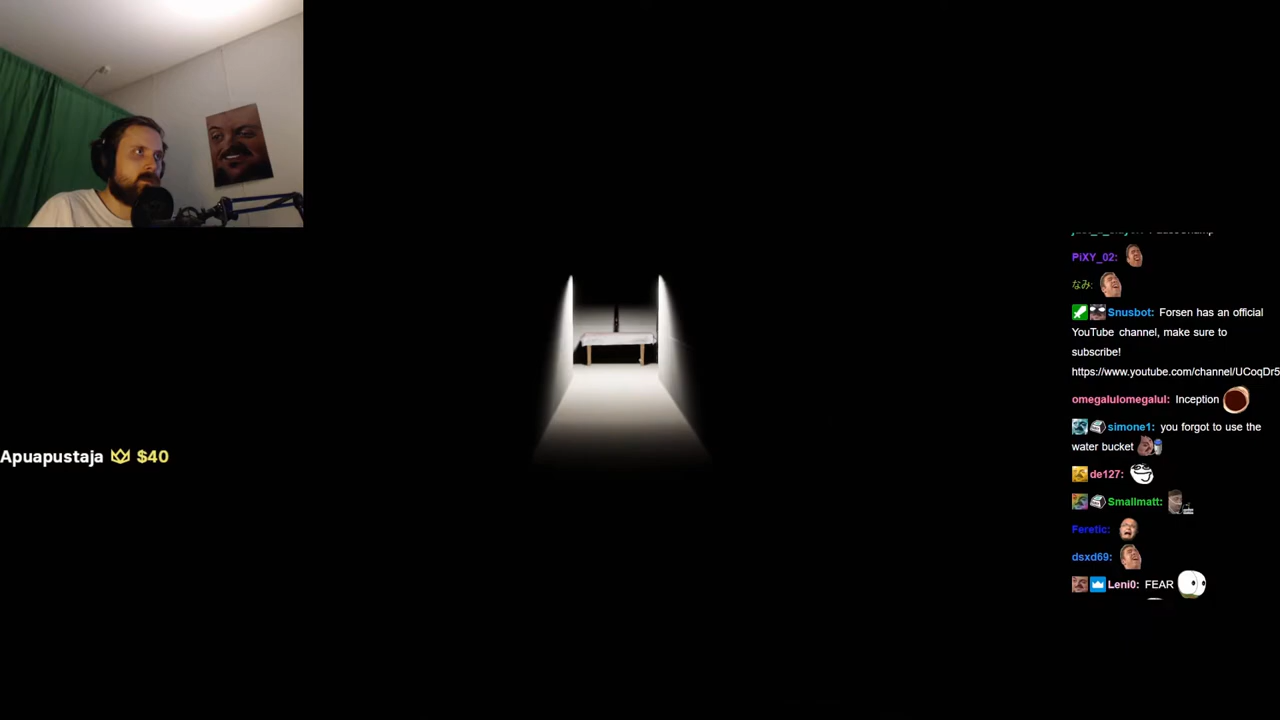 PiXY_02:
なみ:
Snusbot: Forsen has an official
YouTube channel, make sure to
subscribe!
https://www.youtube.com/channel/UCoqDr5
omegalulomegalul: Inception
simone1: you forgot to use the
water bucket
de127:
Smallmatt:
Feretic:
dsxd69:
Leni0: FEAR
Apuapustaja $40